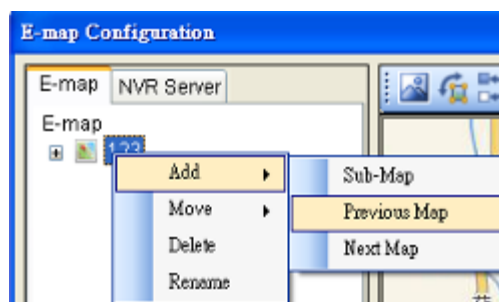 E-map Configuration
E-map NVR Server
E-map
123
Add Sub-Map
Move Previous Map
Delete Next Map
Rename